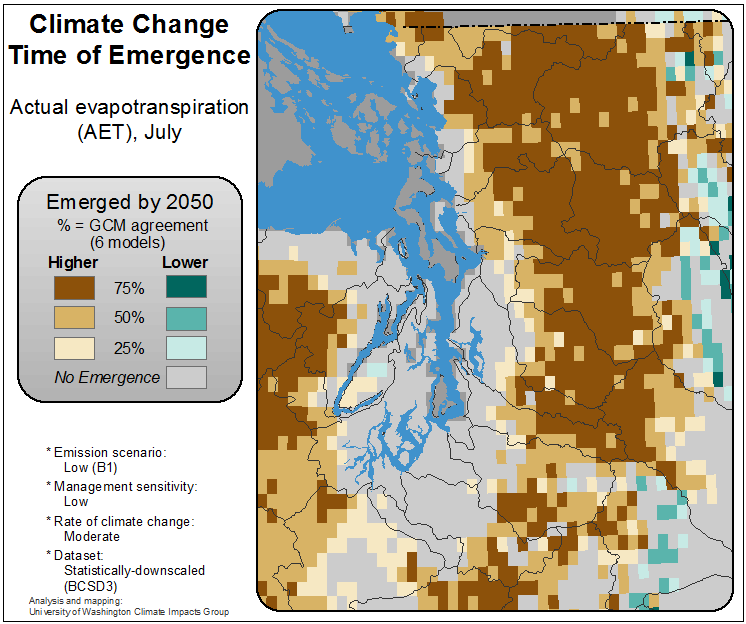 Climate Change
Time of Emergence
Actual evapotranspiration
(AET), July
Emerged by 2050
% = GCM agreement
(6 models)
Higher Lower
75%
50%
25%
No Emergence
* Emission scenario:
Low (B1)
* Management sensitivity:
Low
* Rate of climate change:
Moderate
* Dataset:
Statistically-downscaled
(BCSD3)
Analysis and mapping:
University of Washington Climate Impacts Group